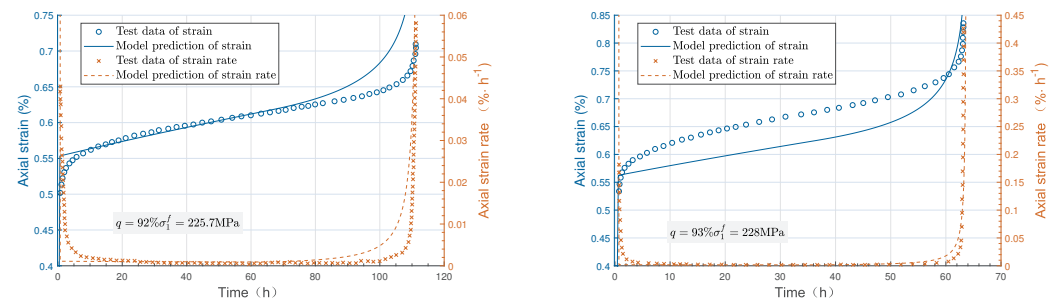 0.75
0.7
0.65
0.6
0.55
0.5
0.45
0.4
Axial strain (%)
Test data of strain
Model prediction of strain
Test data of strain rate
Model prediction of strain rate
q = 92%σ₁ᶠ = 225.7MPa
0 20 40 60 80 100 120
Time（h）
0.06
0.05
0.04
0.03
0.02
0.01
0
Axial strain rate（%· h⁻¹）
0.85
0.8
0.75
0.7
0.65
0.6
0.55
0.5
0.45
0.4
Axial strain (%)
Test data of strain
Model prediction of strain
Test data of strain rate
Model prediction of strain rate
q = 93%σ₁ᶠ = 228MPa
0 10 20 30 40 50 60 70
Time（h）
0.45
0.4
0.35
0.3
0.25
0.2
0.15
0.1
0.05
0
Axial strain rate（%· h⁻¹）